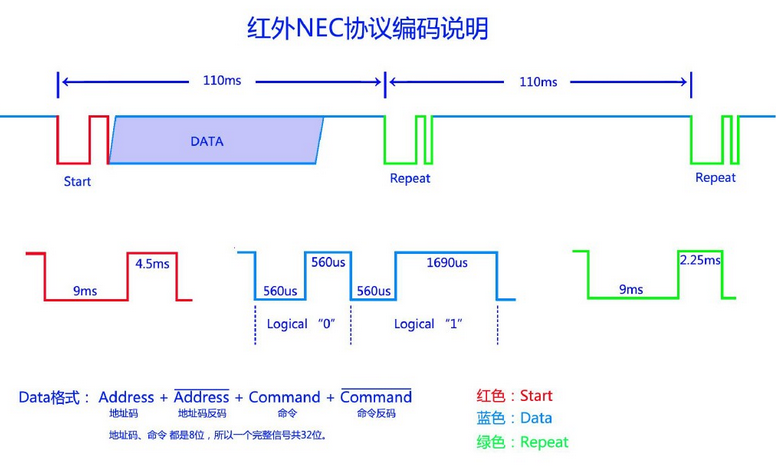 红外NEC协议编码说明
110ms 110ms
DATA
Start Repeat Repeat
4.5ms 560us 1690us 2.25ms
9ms 560us 560us 9ms
Logical “0” Logical “1”
Data格式： Address + Address + Command + Command
地址码 地址码反码 命令 命令反码
地址码、命令 都是8位，所以一个完整信号共32位。
红色：Start
蓝色：Data
绿色：Repeat